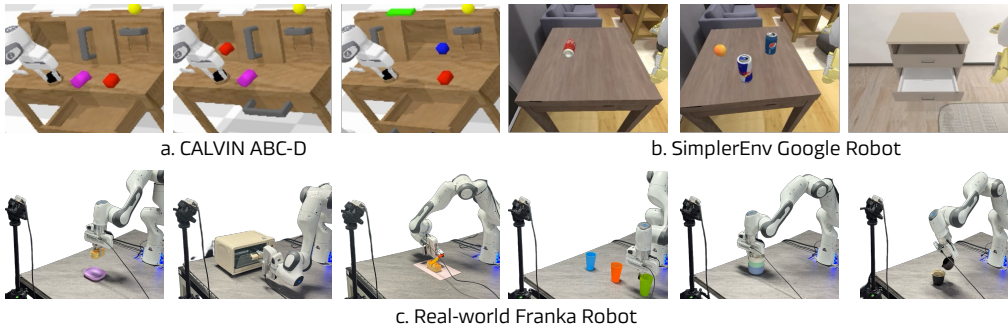 a. CALVIN ABC-D
b. SimplerEnv Google Robot
c. Real-world Franka Robot